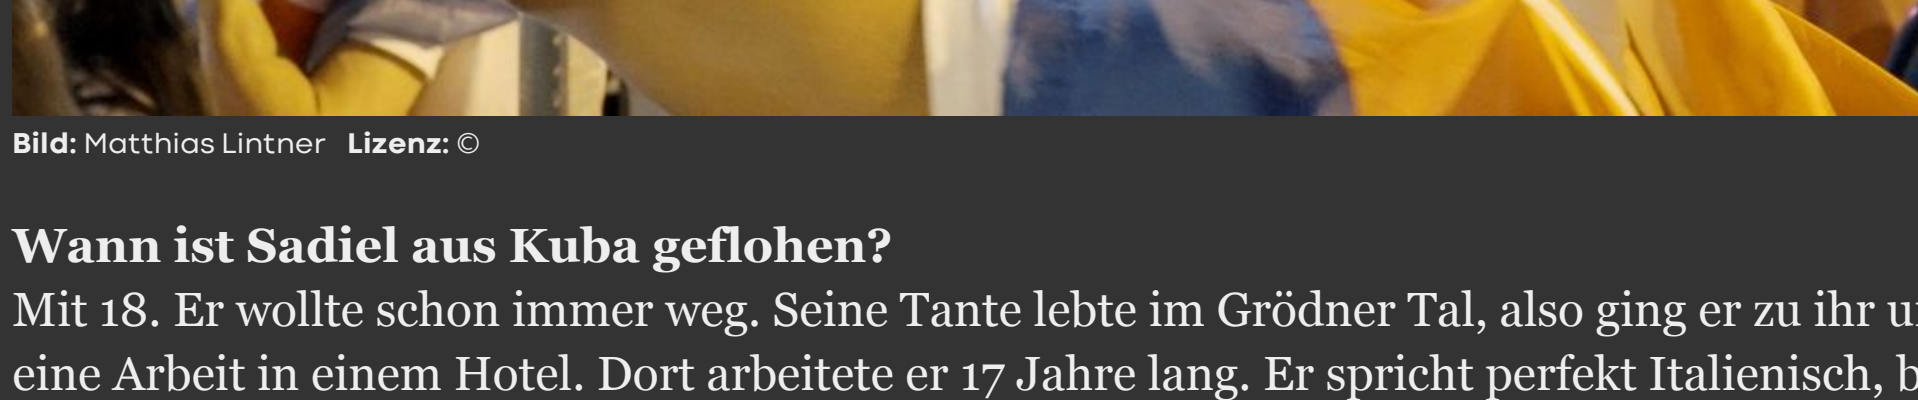 Bild: Matthias Lintner Lizenz: ©
Wann ist Sadiel aus Kuba geflohen?
Mit 18. Er wollte schon immer weg. Seine Tante lebte im Grödner Tal, also ging er zu ihr
eine Arbeit in einem Hotel. Dort arbeitete er 17 Jahre lang. Er spricht perfekt Italienisch,